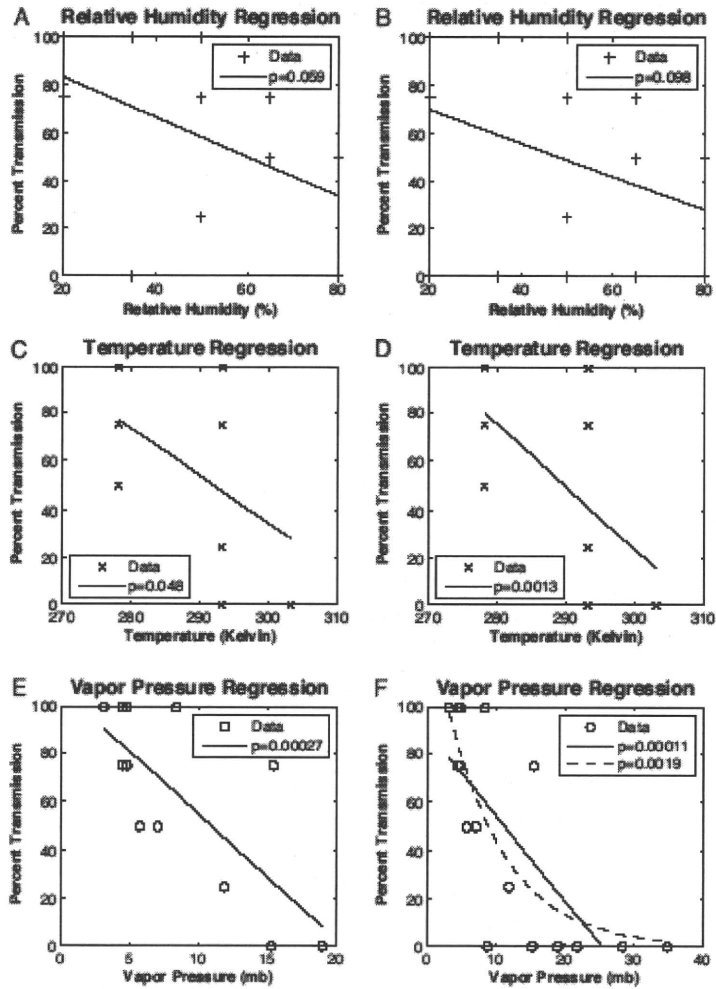 A Relative Humidity Regression
100
80
60
40
20
0
Percent Transmission
Data
p=0.059
20 40 60 80
Relative Humidity (%)
B Relative Humidity Regression
100
80
60
40
20
0
Percent Transmission
Data
p=0.098
20 40 60 80
Relative Humidity (%)
C Temperature Regression
100
80
60
40
20
0
Percent Transmission
Data
p=0.048
270 280 290 300 310
Temperature (Kelvin)
D Temperature Regression
100
80
60
40
20
0
Percent Transmission
Data
p=0.0013
270 280 290 300 310
Temperature (Kelvin)
E Vapor Pressure Regression
100
80
60
40
20
0
Percent Transmission
Data
p=0.00027
0 5 10 15 20
Vapor Pressure (mb)
F Vapor Pressure Regression
100
80
60
40
20
0
Percent Transmission
Data
p=0.00011
p=0.0019
0 10 20 30 40
Vapor Pressure (mb)